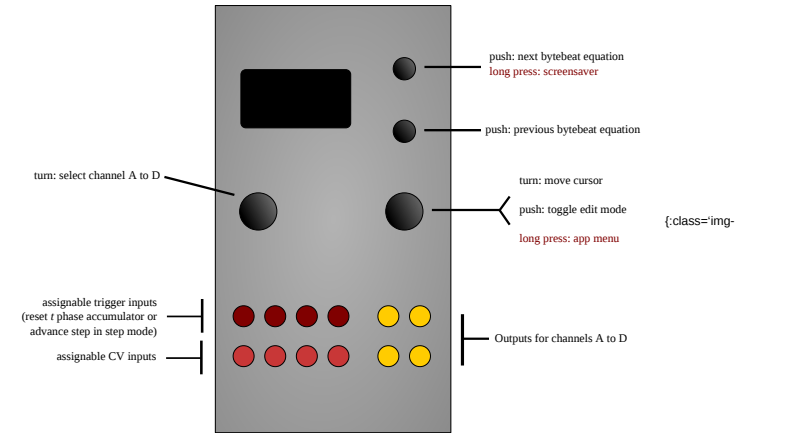 push: next bytebeat equation
long press: screensaver
push: previous bytebeat equation
turn: select channel A to D
turn: move cursor
push: toggle edit mode
long press: app menu
{:class=‘img-
assignable trigger inputs
(reset t phase accumulator or
advance step in step mode)
assignable CV inputs
Outputs for channels A to D